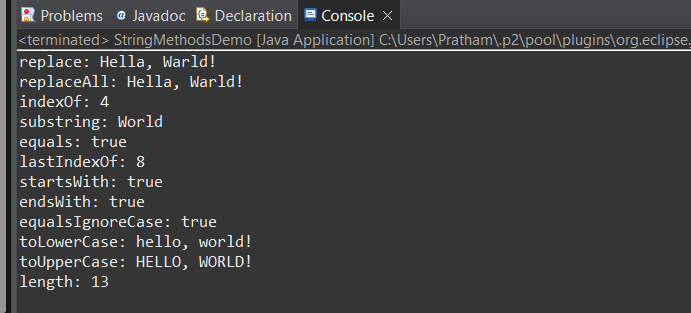 Problems Javadoc Declaration Console
<terminated> StringMethodsDemo [Java Application] C:\Users\Pratham\.p2\pool\plugins\org.eclipse.
replace: Hella, Warld!
replaceAll: Hella, Warld!
indexOf: 4
substring: World
equals: true
lastIndexOf: 8
startsWith: true
endsWith: true
equalsIgnoreCase: true
toLowerCase: hello, world!
toUpperCase: HELLO, WORLD!
length: 13